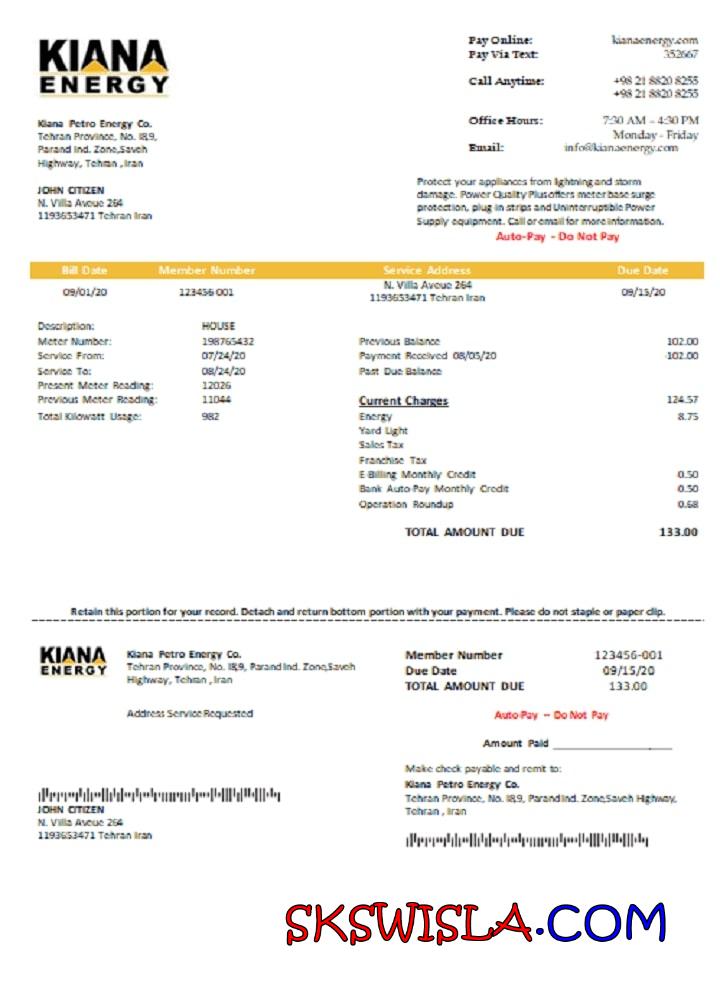 KIANA
ENERGY
Pay Online: kianaenergy.com
Pay Via Text: 352667
Call Anytime: +98 21 8820 8255
+98 21 8820 8255
Office Hours: 7:30 AM – 4:30 PM
Monday - Friday
Email: info@kianaenergy.com
Kiana Petro Energy Co.
Tehran Province, No. 18,9,
Parand Ind. Zone,Saveh
Highway, Tehran , Iran
JOHN CITIZEN
N. Villa Aveue 264
1193653471 Tehran Iran
Protect your appliances from lightning and storm
damage. Power Quality Plus offers meter base surge
protection, plug in strips and Uninterruptible Power
Supply equipment. Call or email for more information.
Auto-Pay - Do Not Pay
Bill Date Member Number Service Address Due Date
09/01/20 123456 001 N. Villa Aveue 264 09/15/20
1193653471 Tehran Iran
Description: HOUSE
Meter Number: 198765432
Service From: 07/24/20
Service To: 08/24/20
Present Meter Reading: 12026
Previous Meter Reading: 11044
Total Kilowatt Usage: 982
Previous Balance 102.00
Payment Received 08/05/20 -102.00
Past Due Balance
Current Charges 124.57
Energy 8.75
Yard Light
Sales Tax
Franchise Tax
E-Billing Monthly Credit 0.50
Bank Auto-Pay Monthly Credit 0.50
Operation Roundup 0.68
TOTAL AMOUNT DUE 133.00
Retain this portion for your record. Detach and return bottom portion with your payment. Please do not staple or paper clip.
KIANA
ENERGY
Kiana Petro Energy Co.
Tehran Province, No. 18,9, Parand Ind. Zone,Saveh
Highway, Tehran , Iran
Address Service Requested
Member Number 123456-001
Due Date 09/15/20
TOTAL AMOUNT DUE 133.00
Auto-Pay – Do Not Pay
Amount Paid
Make check payable and remit to:
Kiana Petro Energy Co.
Tehran Province, No. 18,9, Parand Ind. Zone,Saveh Highway,
Tehran , Iran
JOHN CITIZEN
N. Villa Aveue 264
1193653471 Tehran Iran
SKSWISLA.COM